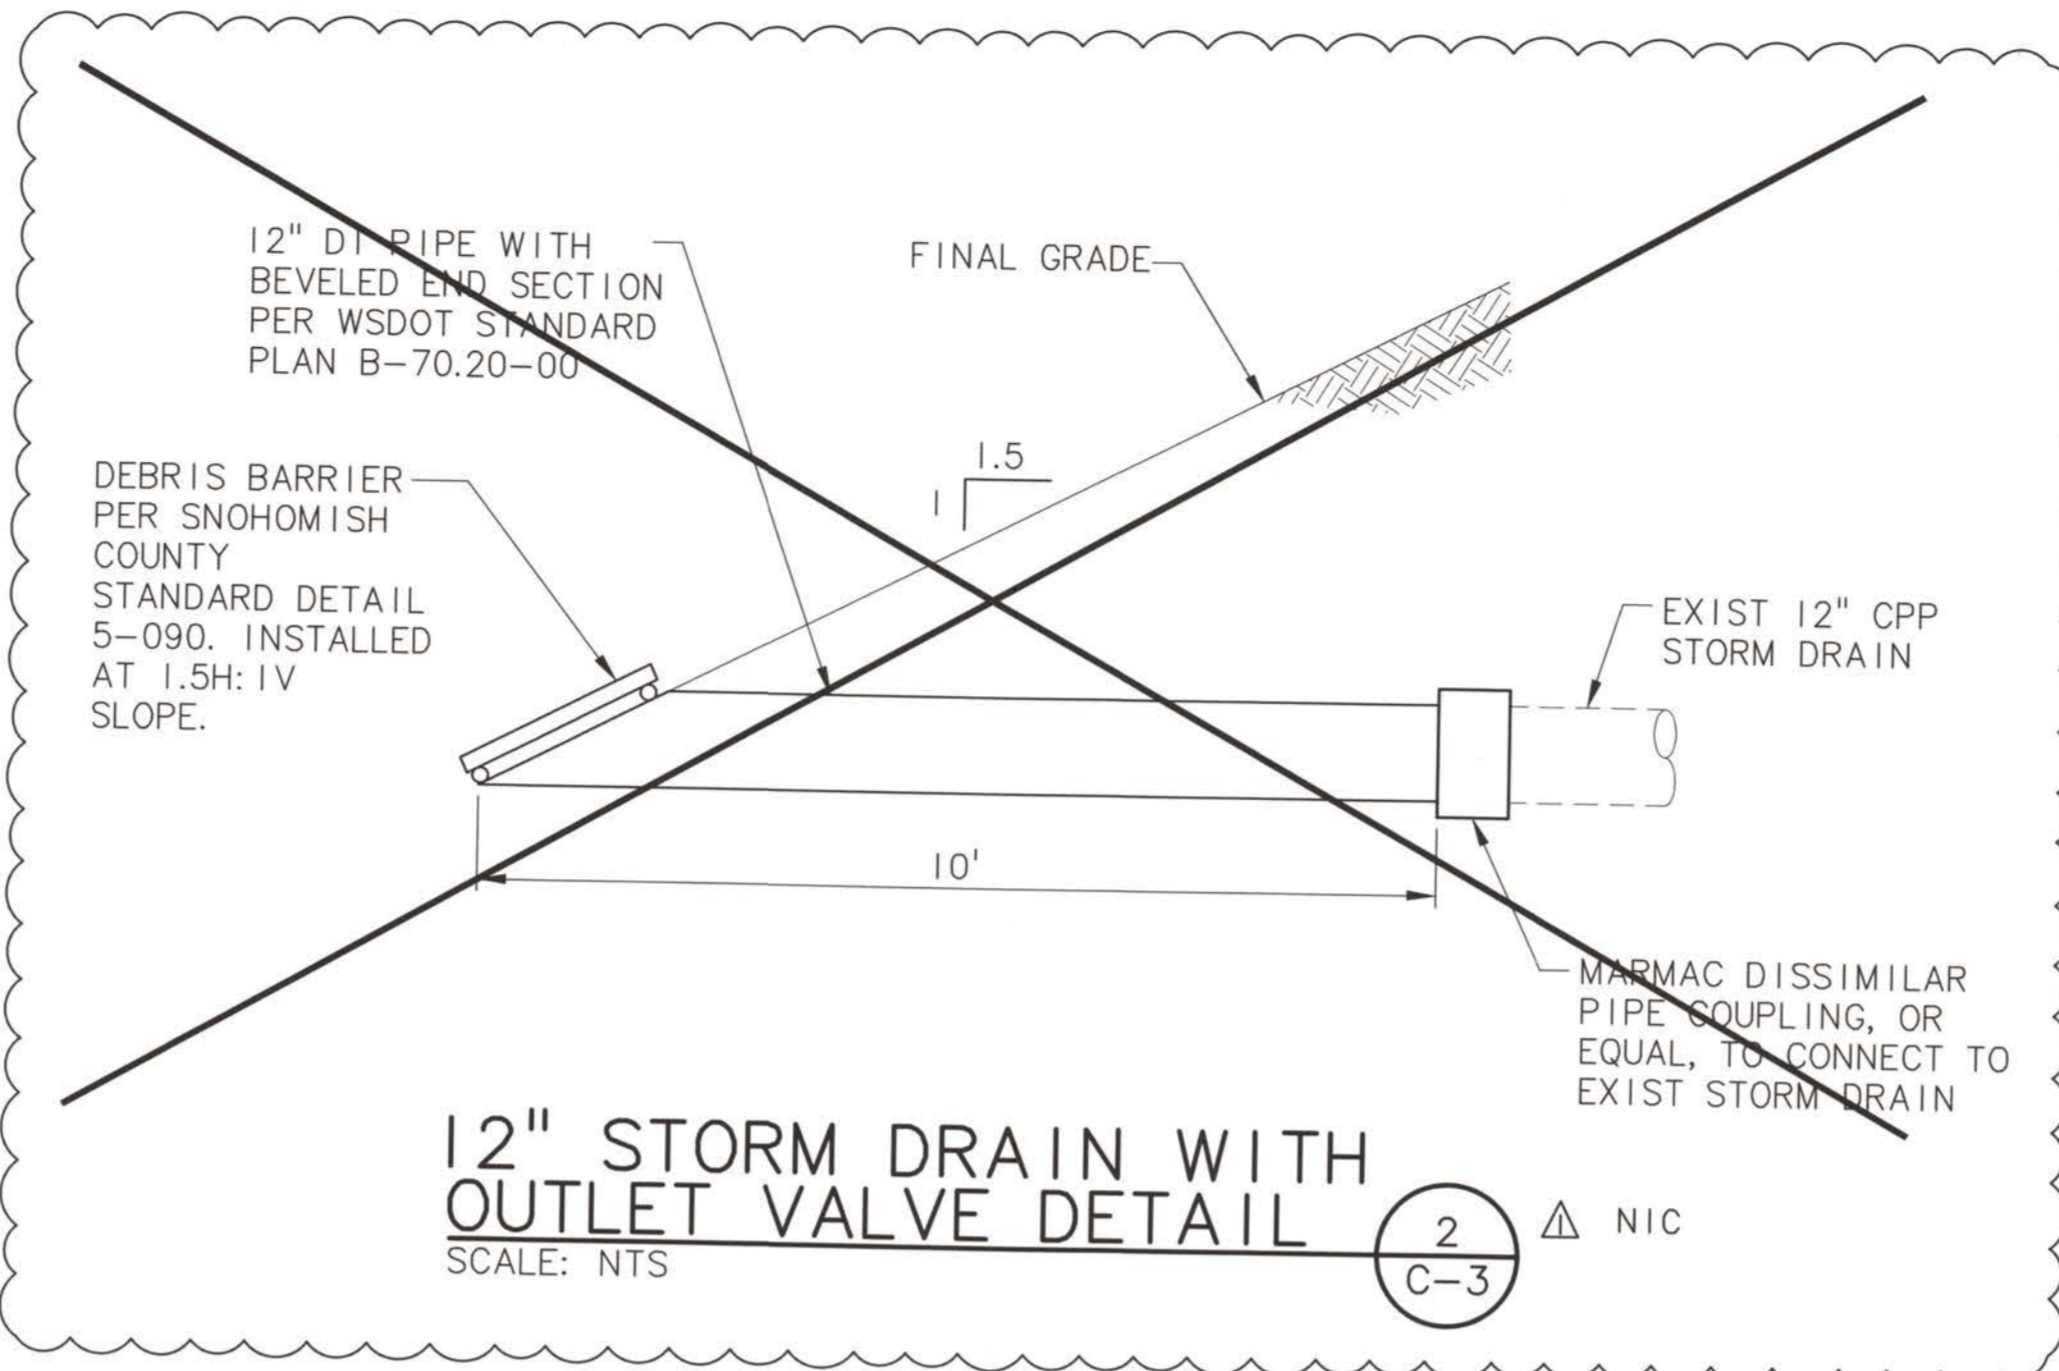 12" DI PIPE WITH
BEVELED END SECTION
PER WSDOT STANDARD
PLAN B-70.20-00
FINAL GRADE
1.5
1
DEBRIS BARRIER
PER SNOHOMISH
COUNTY
STANDARD DETAIL
5-090. INSTALLED
AT 1.5H:1V
SLOPE.
EXIST 12" CPP
STORM DRAIN
10'
MARMAC DISSIMILAR
PIPE COUPLING, OR
EQUAL, TO CONNECT TO
EXIST STORM DRAIN
12" STORM DRAIN WITH
OUTLET VALVE DETAIL
SCALE: NTS
2
C-3
1 NIC